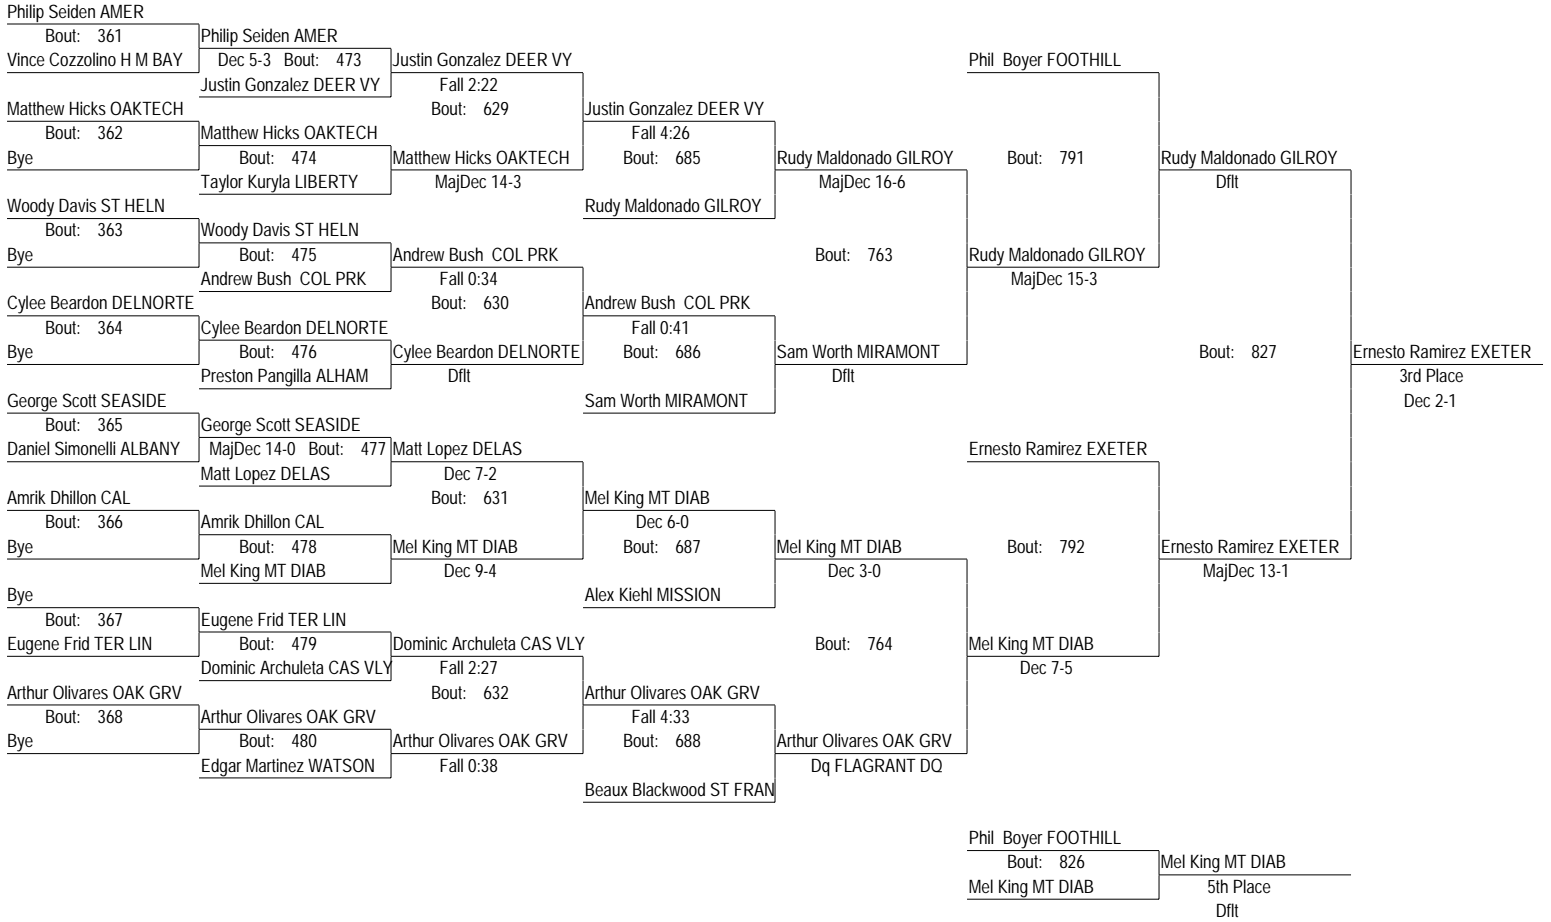 Philip Seiden AMER
Bout: 361
Philip Seiden AMER
Vince Cozzolino H M BAY
Dec 5-3 Bout: 473
Justin Gonzalez DEER VY
Phil Boyer FOOTHILL
Justin Gonzalez DEER VY
Fall 2:22
Matthew Hicks OAKTECH
Bout: 629
Justin Gonzalez DEER VY
Bout: 362
Matthew Hicks OAKTECH
Fall 4:26
Bye
Bout: 474
Matthew Hicks OAKTECH
Bout: 685
Rudy Maldonado GILROY
Bout: 791
Rudy Maldonado GILROY
Taylor Kuryla LIBERTY
MajDec 14-3
MajDec 16-6
Dflt
Woody Davis ST HELN
Rudy Maldonado GILROY
Bout: 363
Woody Davis ST HELN
Bye
Bout: 475
Andrew Bush COL PRK
Bout: 763
Rudy Maldonado GILROY
Andrew Bush COL PRK
Fall 0:34
MajDec 15-3
Cylee Beardon DELNORTE
Bout: 630
Andrew Bush COL PRK
Bout: 364
Cylee Beardon DELNORTE
Fall 0:41
Bye
Bout: 476
Cylee Beardon DELNORTE
Bout: 686
Sam Worth MIRAMONT
Bout: 827
Ernesto Ramirez EXETER
Preston Pangilla ALHAM
Dflt
Dflt
3rd Place
George Scott SEASIDE
Sam Worth MIRAMONT
Dec 2-1
Bout: 365
George Scott SEASIDE
Daniel Simonelli ALBANY
MajDec 14-0 Bout: 477
Matt Lopez DELAS
Ernesto Ramirez EXETER
Matt Lopez DELAS
Dec 7-2
Amrik Dhillon CAL
Bout: 631
Mel King MT DIAB
Bout: 366
Amrik Dhillon CAL
Dec 6-0
Bye
Bout: 478
Mel King MT DIAB
Bout: 687
Mel King MT DIAB
Bout: 792
Ernesto Ramirez EXETER
Mel King MT DIAB
Dec 9-4
Dec 3-0
MajDec 13-1
Bye
Alex Kiehl MISSION
Bout: 367
Eugene Frid TER LIN
Eugene Frid TER LIN
Bout: 479
Dominic Archuleta CAS VLY
Bout: 764
Mel King MT DIAB
Dominic Archuleta CAS VLY
Fall 2:27
Dec 7-5
Arthur Olivares OAK GRV
Bout: 632
Arthur Olivares OAK GRV
Bout: 368
Arthur Olivares OAK GRV
Fall 4:33
Bye
Bout: 480
Arthur Olivares OAK GRV
Bout: 688
Arthur Olivares OAK GRV
Edgar Martinez WATSON
Fall 0:38
Dq FLAGRANT DQ
Beaux Blackwood ST FRAN
Phil Boyer FOOTHILL
Bout: 826
Mel King MT DIAB
Mel King MT DIAB
5th Place
Dflt